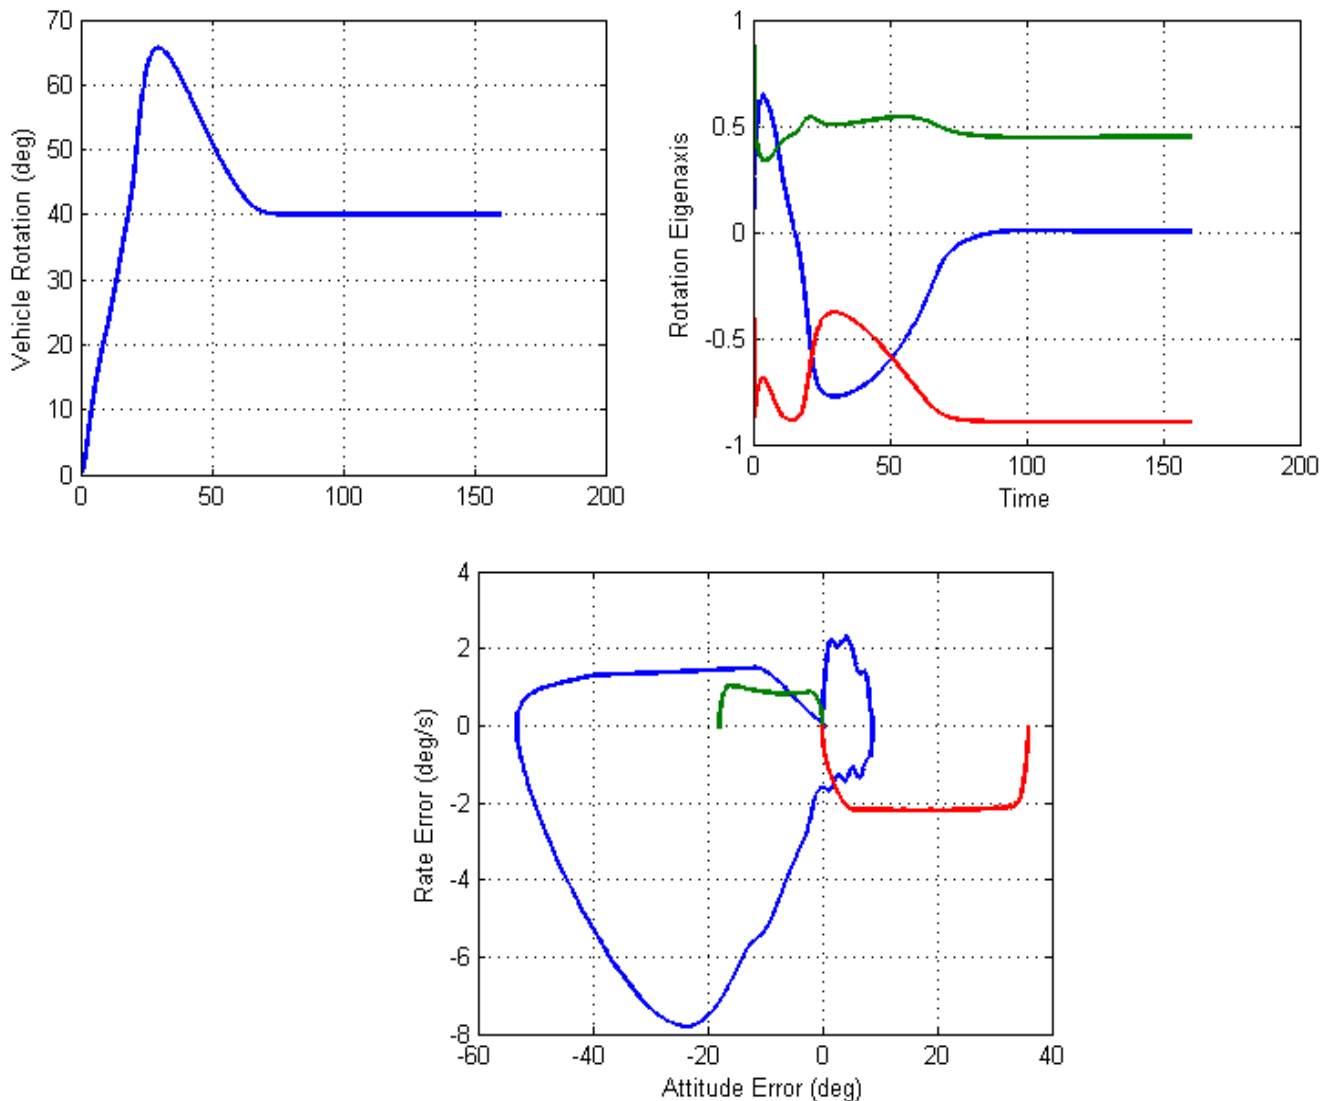 Vehicle Rotation (deg)
70
60
50
40
30
20
10
0
0 50 100 150 200
Rotation Eigenaxis
1
0.5
0
-0.5
-1
0 50 100 150 200
Time
Rate Error (deg/s)
4
2
0
-2
-4
-6
-8
-60 -40 -20 0 20 40
Attitude Error (deg)